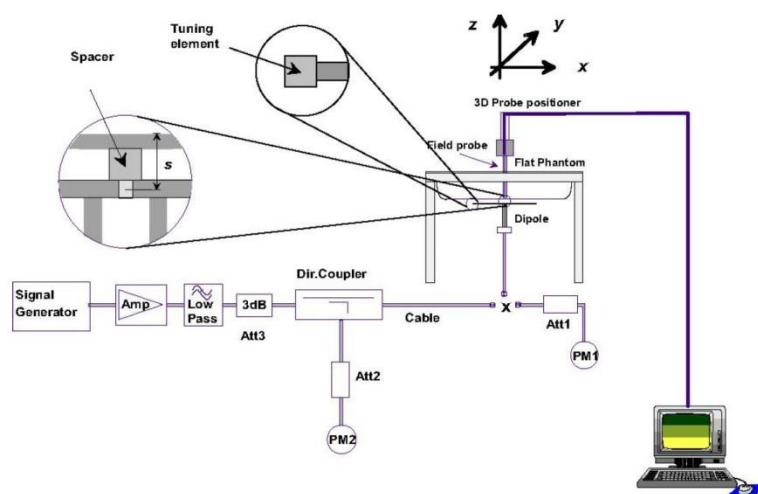 Tuning
element
Spacer
s
z
y
x
3D Probe positioner
Field probe
Flat Phantom
Dipole
Signal
Generator
Amp
Low
Pass
3dB
Att3
Dir.Coupler
Cable
x
Att1
PM1
Att2
PM2